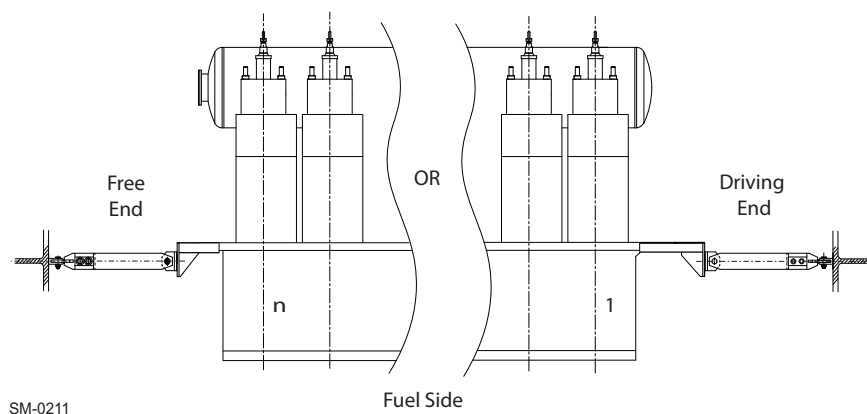 OR
Free
End
Driving
End
n
1
Fuel Side
SM-0211